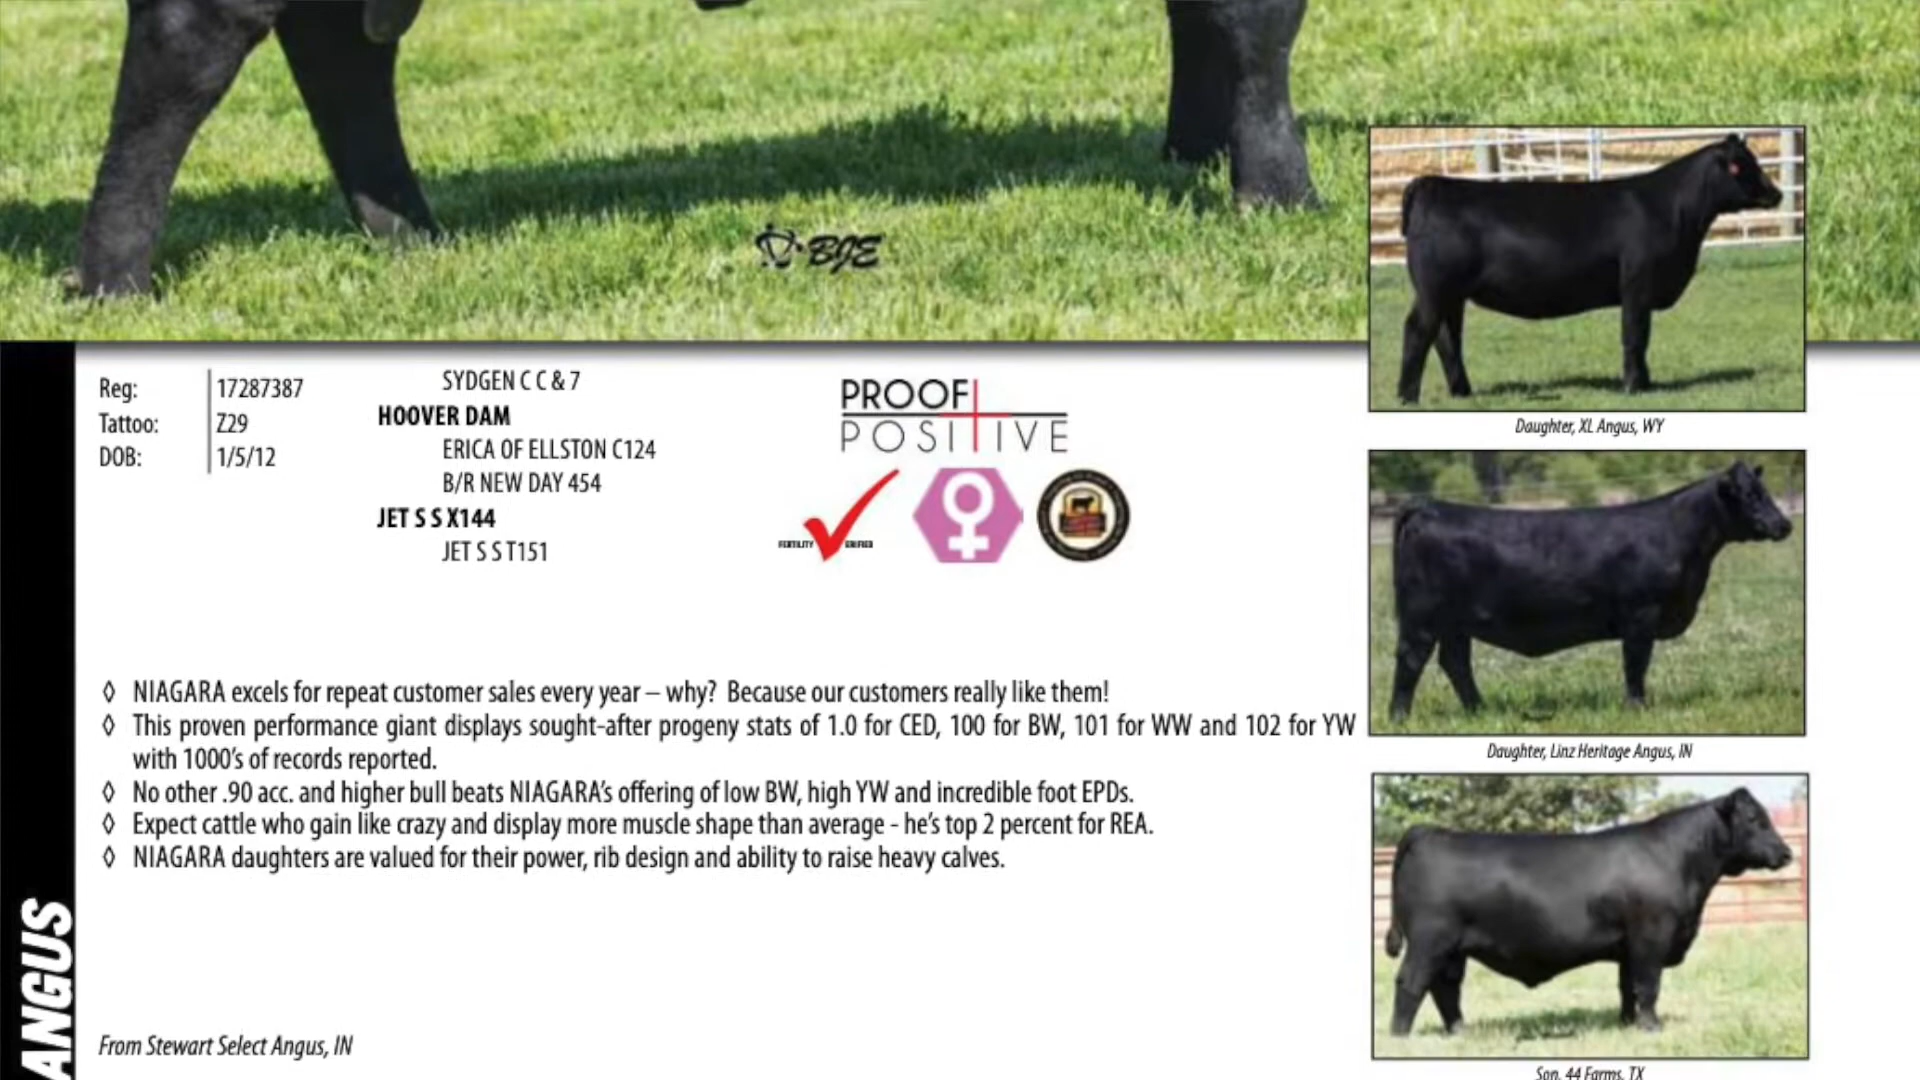 BJE
Reg: 17287387
Tattoo: Z29
DOB: 1/5/12
SYDGEN C C & 7
HOOVER DAM
ERICA OF ELLSTON C124
B/R NEW DAY 454
JET S S X144
JET S S T151
PROOF
POSITIVE
FERTILITY VERIFIED
◊ NIAGARA excels for repeat customer sales every year – why? Because our customers really like them!
◊ This proven performance giant displays sought-after progeny stats of 1.0 for CED, 100 for BW, 101 for WW and 102 for YW
with 1000's of records reported.
◊ No other .90 acc. and higher bull beats NIAGARA's offering of low BW, high YW and incredible foot EPDs.
◊ Expect cattle who gain like crazy and display more muscle shape than average - he's top 2 percent for REA.
◊ NIAGARA daughters are valued for their power, rib design and ability to raise heavy calves.
From Stewart Select Angus, IN
ANGUS
Daughter, XL Angus, WY
Daughter, Linz Heritage Angus, IN
Son, 44 Farms, TX